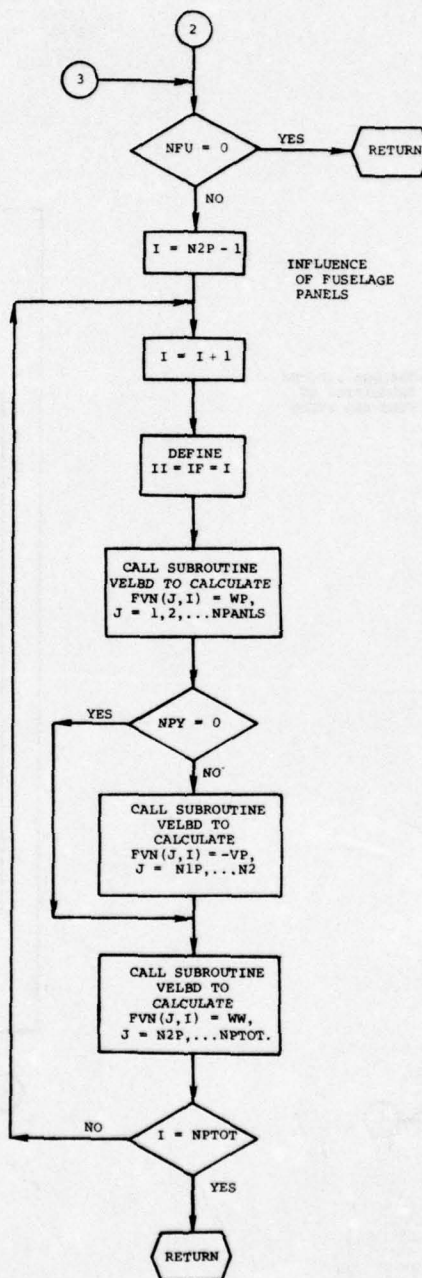 2
3
NFU = 0
YES
RETURN
NO
I = N2P - 1
INFLUENCE
OF FUSELAGE
PANELS
I = I + 1
DEFINE
II = IF = I
CALL SUBROUTINE
VELBD TO CALCULATE
FVN(J,I) = WP,
J = 1,2,...NPANLS
YES
NPY = 0
NO
CALL SUBROUTINE
VELBD TO
CALCULATE
FVN(J,I) = -VP,
J = N1P,...N2
CALL SUBROUTINE
VELBD TO
CALCULATE
FVN(J,I) = WW,
J = N2P,...NPTOT.
NO
I = NPTOT
YES
RETURN